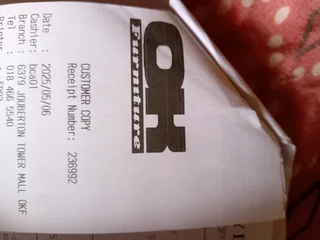 OK
Furniture
CUSTOMER COPY
Receipt Number: 236992
Date : 2025/05/06
Cashier: bca01
Branch : 6379 JOUBERTON TOWER MALL OKF
Tel : 018 466 5540